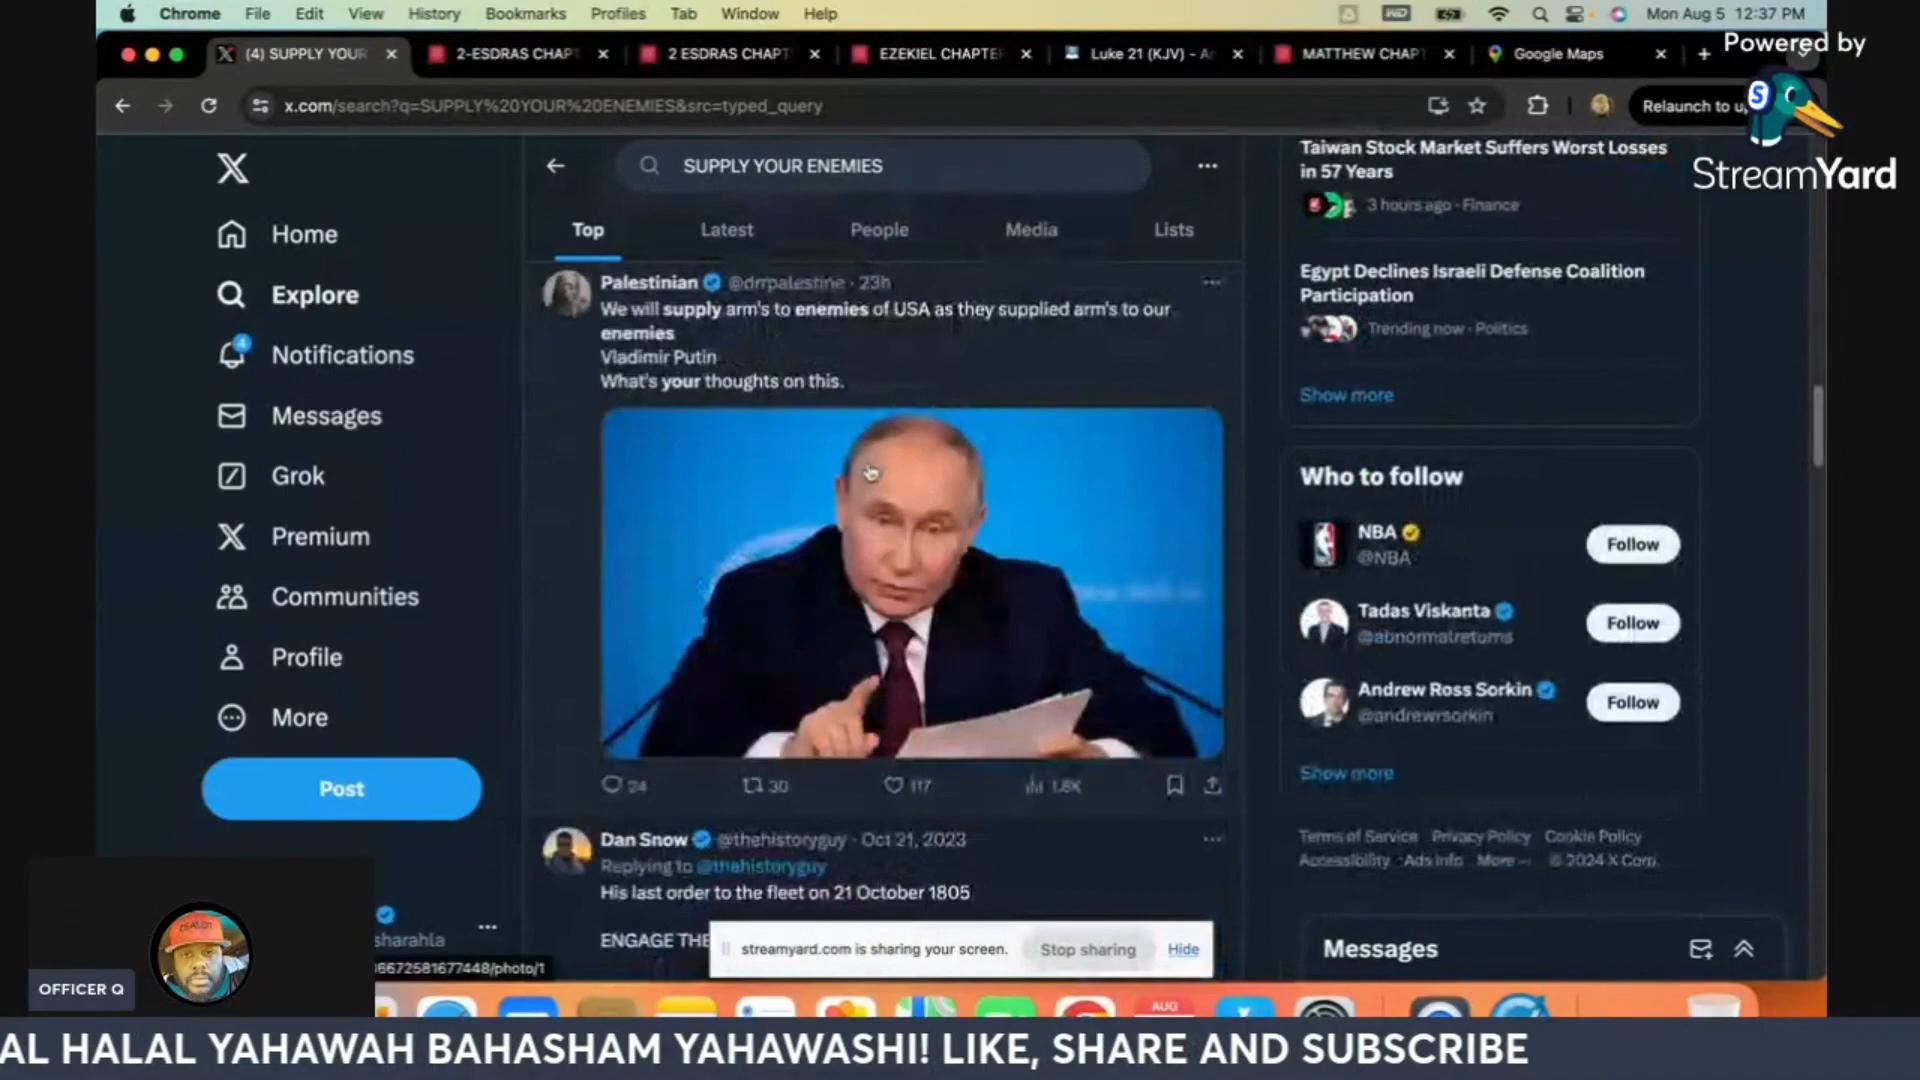 Chrome File Edit View History Bookmarks Profiles Tab Window Help Mon Aug 5 12:37 PM
Powered by
StreamYard
(4) SUPPLY YOUR
2-ESDRAS CHAPT
2 ESDRAS CHAPT
EZEKIEL CHAPTE
Luke 21 (KJV) - A
MATTHEW CHAP
Google Maps
x.com/search?q=SUPPLY%20YOUR%20ENEMIES&src=typed_query
Relaunch to u
Home
Explore
4
Notifications
Messages
Grok
Premium
Communities
Profile
More
Post
sharahla
66672581677448/photo/1
SUPPLY YOUR ENEMIES
Top Latest People Media Lists
Palestinian @drrpalestine · 23h
We will supply arm's to enemies of USA as they supplied arm's to our
enemies
Vladimir Putin
What's your thoughts on this.
24 30 117 1.8K
Dan Snow @thehistoryguy · Oct 21, 2023
Replying to @thehistoryguy
His last order to the fleet on 21 October 1805
ENGAGE THE
streamyard.com is sharing your screen. Stop sharing Hide
Taiwan Stock Market Suffers Worst Losses
in 57 Years
3 hours ago · Finance
Egypt Declines Israeli Defense Coalition
Participation
Trending now · Politics
Show more
Who to follow
NBA
@NBA
Follow
Tadas Viskanta
@abnormalreturns
Follow
Andrew Ross Sorkin
@andrewrsorkin
Follow
Show more
Terms of Service Privacy Policy Cookie Policy
Accessibility Ads info More ··· © 2024 X Corp.
Messages
AUG
OFFICER Q
AL HALAL YAHAWAH BAHASHAM YAHAWASHI! LIKE, SHARE AND SUBSCRIBE